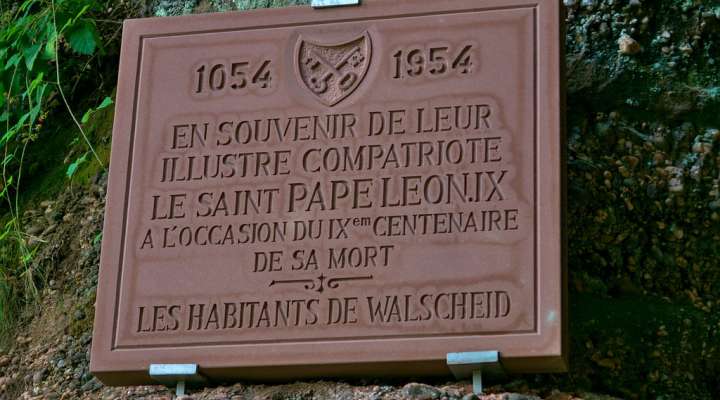 1054 1954
EN SOUVENIR DE LEUR
ILLUSTRE COMPATRIOTE
LE SAINT PAPE LEON.IX
A L'OCCASION DU IXem CENTENAIRE
DE SA MORT
LES HABITANTS DE WALSCHEID